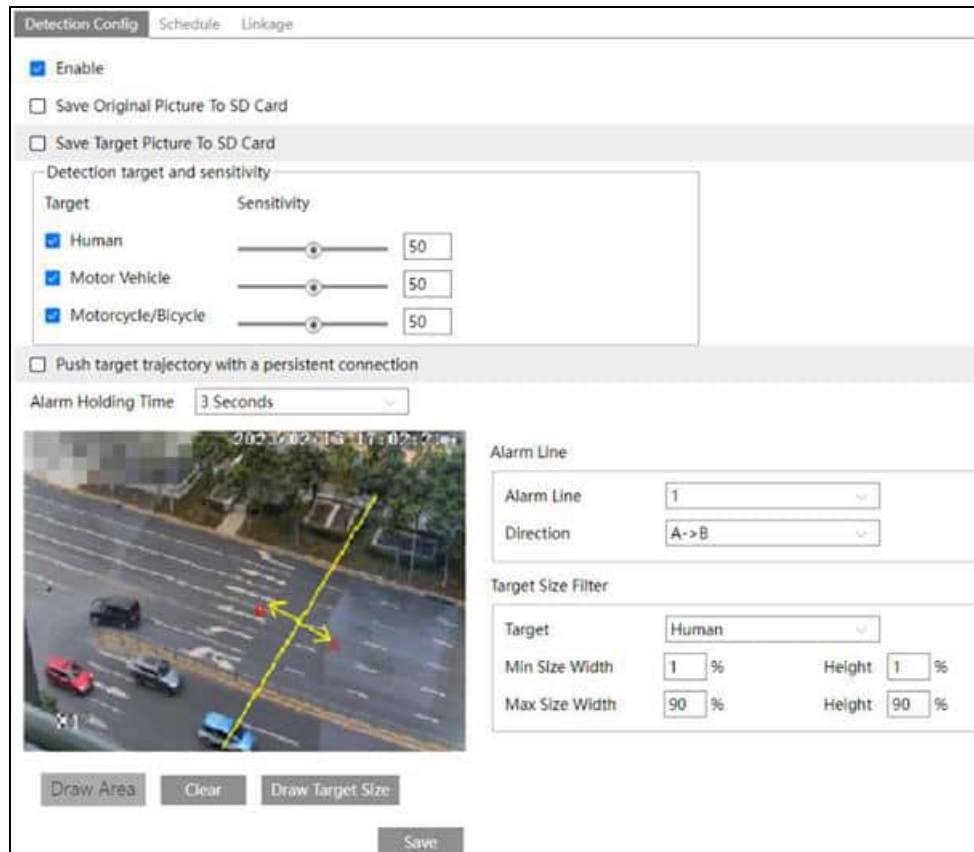 Detection Config Schedule Linkage
Enable
Save Original Picture To SD Card
Save Target Picture To SD Card
Detection target and sensitivity
Target Sensitivity
Human 50
Motor Vehicle 50
Motorcycle/Bicycle 50
Push target trajectory with a persistent connection
Alarm Holding Time 3 Seconds
Alarm Line
Alarm Line 1
Direction A->B
Target Size Filter
Target Human
Min Size Width 1 % Height 1 %
Max Size Width 90 % Height 90 %
X1
Draw Area Clear Draw Target Size
Save